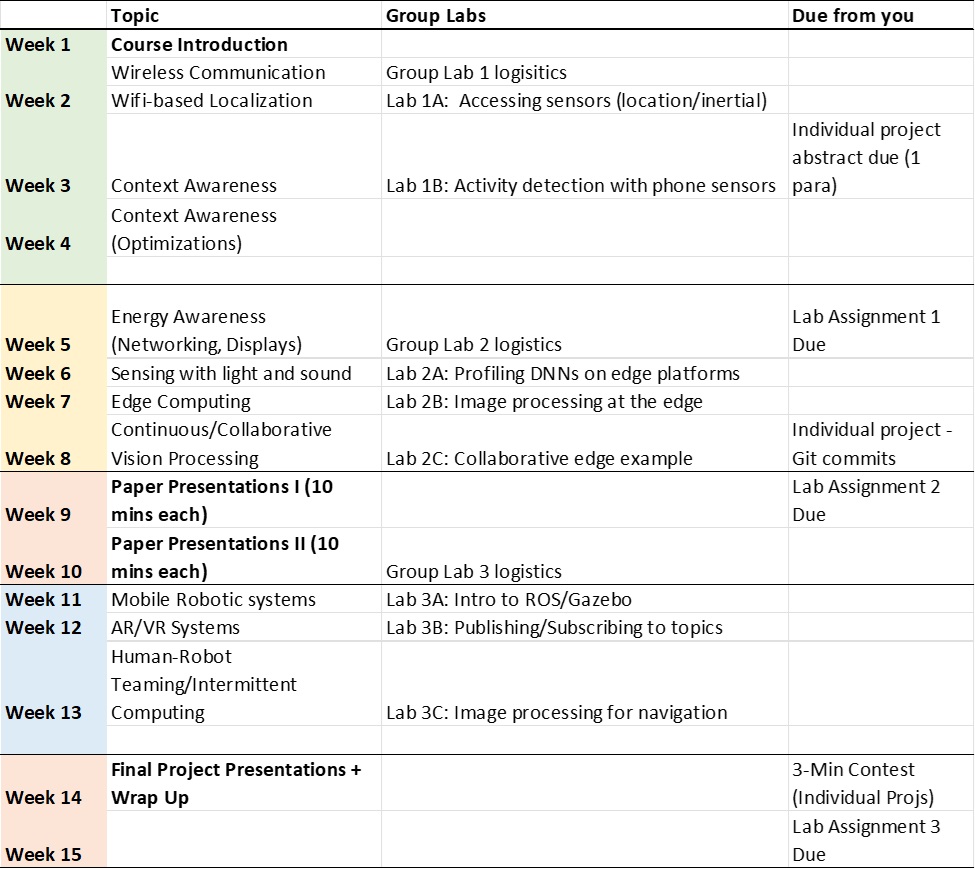 Topic Group Labs Due from you
Week 1 Course Introduction
Wireless Communication Group Lab 1 logisitics
Week 2 Wifi-based Localization Lab 1A:  Accessing sensors (location/inertial)
Individual project
abstract due (1
Week 3 Context Awareness Lab 1B: Activity detection with phone sensors para)
Context Awareness
Week 4 (Optimizations)
Energy Awareness Lab Assignment 1
Week 5 (Networking, Displays) Group Lab 2 logistics Due
Week 6 Sensing with light and sound Lab 2A: Profiling DNNs on edge platforms
Week 7 Edge Computing Lab 2B: Image processing at the edge
Continuous/Collaborative Individual project -
Week 8 Vision Processing Lab 2C: Collaborative edge example Git commits
Paper Presentations I (10 Lab Assignment 2
Week 9 mins each) Due
Paper Presentations II (10
Week 10 mins each) Group Lab 3 logistics
Week 11 Mobile Robotic systems Lab 3A: Intro to ROS/Gazebo
Week 12 AR/VR Systems Lab 3B: Publishing/Subscribing to topics
Human-Robot
Teaming/Intermittent
Week 13 Computing Lab 3C: Image processing for navigation
Final Project Presentations + 3-Min Contest
Week 14 Wrap Up (Individual Projs)
Lab Assignment 3
Week 15 Due